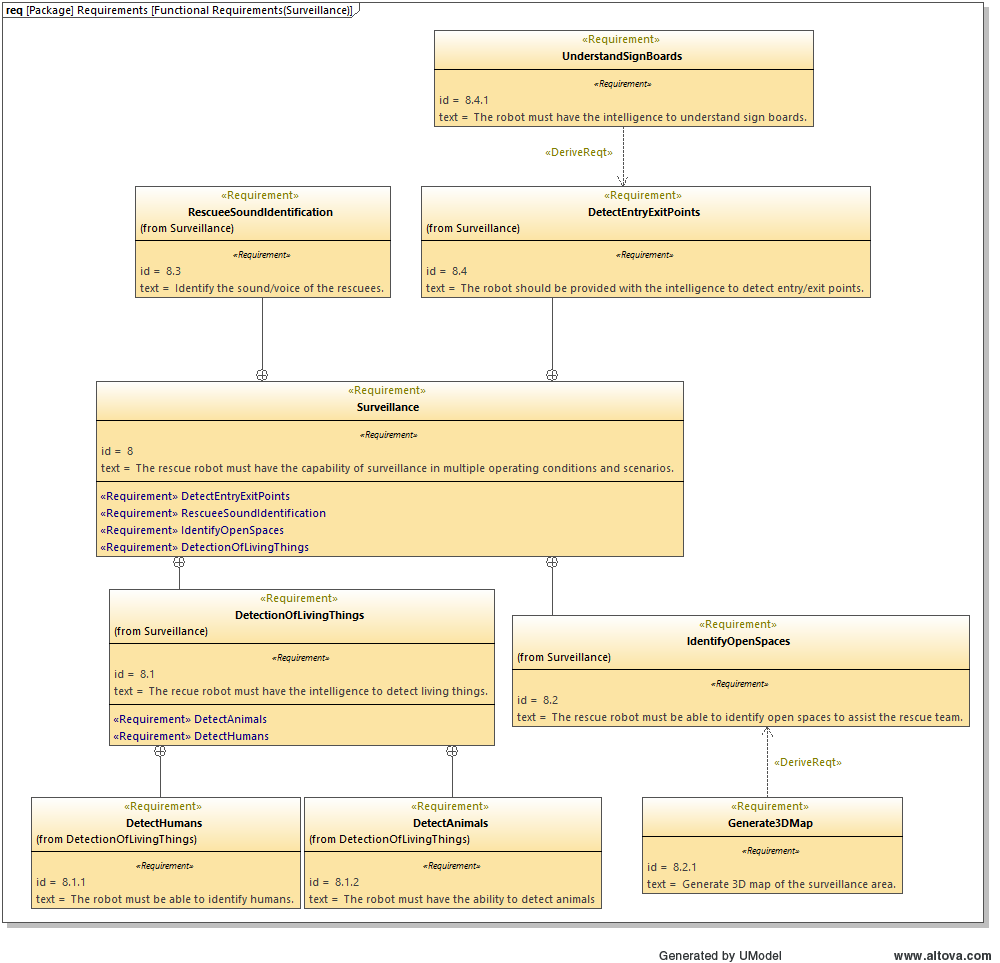 req [Package] Requirements [Functional Requirements(Surveillance)]
«Requirement»
UnderstandSignBoards
«Requirement»
id = 8.4.1
text = The robot must have the intelligence to understand sign boards.
«DeriveReqt»
«Requirement»
RescueeSoundIdentification
(from Surveillance)
«Requirement»
id = 8.3
text = Identify the sound/voice of the rescuees.
«Requirement»
DetectEntryExitPoints
(from Surveillance)
«Requirement»
id = 8.4
text = The robot should be provided with the intelligence to detect entry/exit points.
«Requirement»
Surveillance
«Requirement»
id = 8
text = The rescue robot must have the capability of surveillance in multiple operating conditions and scenarios.
«Requirement» DetectEntryExitPoints
«Requirement» RescueeSoundIdentification
«Requirement» IdentifyOpenSpaces
«Requirement» DetectionOfLivingThings
«Requirement»
DetectionOfLivingThings
(from Surveillance)
«Requirement»
id = 8.1
text = The recue robot must have the intelligence to detect living things.
«Requirement» DetectAnimals
«Requirement» DetectHumans
«Requirement»
IdentifyOpenSpaces
(from Surveillance)
«Requirement»
id = 8.2
text = The rescue robot must be able to identify open spaces to assist the rescue team.
«DeriveReqt»
«Requirement»
DetectHumans
(from DetectionOfLivingThings)
«Requirement»
id = 8.1.1
text = The robot must be able to identify humans.
«Requirement»
DetectAnimals
(from DetectionOfLivingThings)
«Requirement»
id = 8.1.2
text = The robot must have the ability to detect animals
«Requirement»
Generate3DMap
«Requirement»
id = 8.2.1
text = Generate 3D map of the surveillance area.
Generated by UModel
www.altova.com